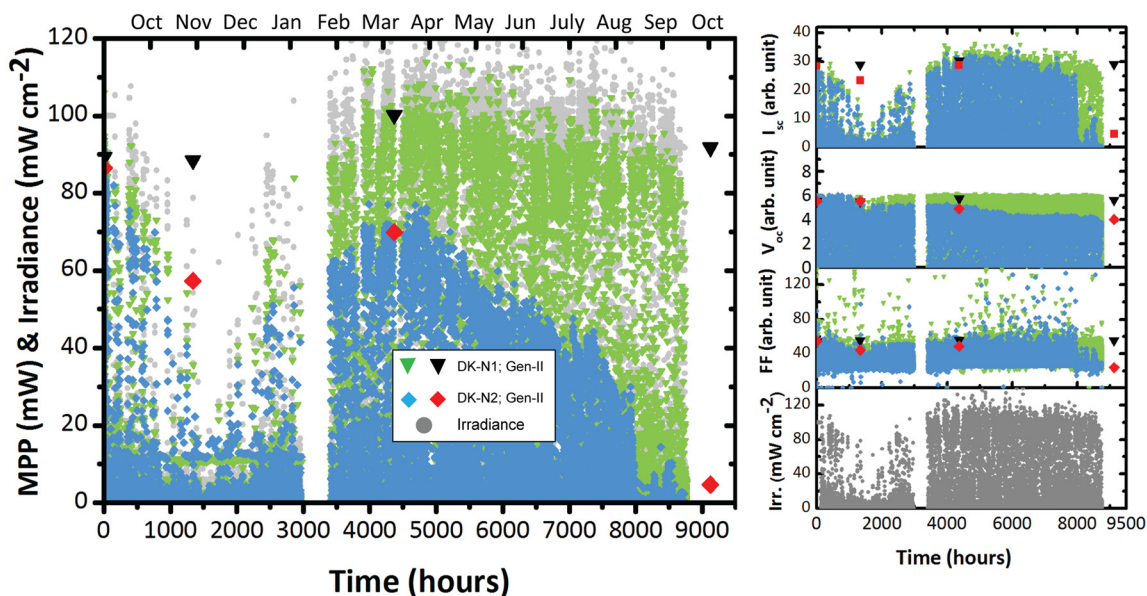 Oct Nov Dec Jan Feb Mar Apr May Jun July Aug Sep Oct
120
100
80
60
40
20
0
MPP (mW) & Irradiance (mW cm-2)
DK-N1; Gen-II
DK-N2; Gen-II
Irradiance
0 1000 2000 3000 4000 5000 6000 7000 8000 9000
Time (hours)
40
30
20
10
0
Isc (arb. unit)
8
6
4
2
0
Voc (arb. unit)
120
80
40
0
FF (arb. unit)
120
80
40
0
Irr. (mW cm-2)
0 2000 4000 6000 8000 9500
Time (hours)